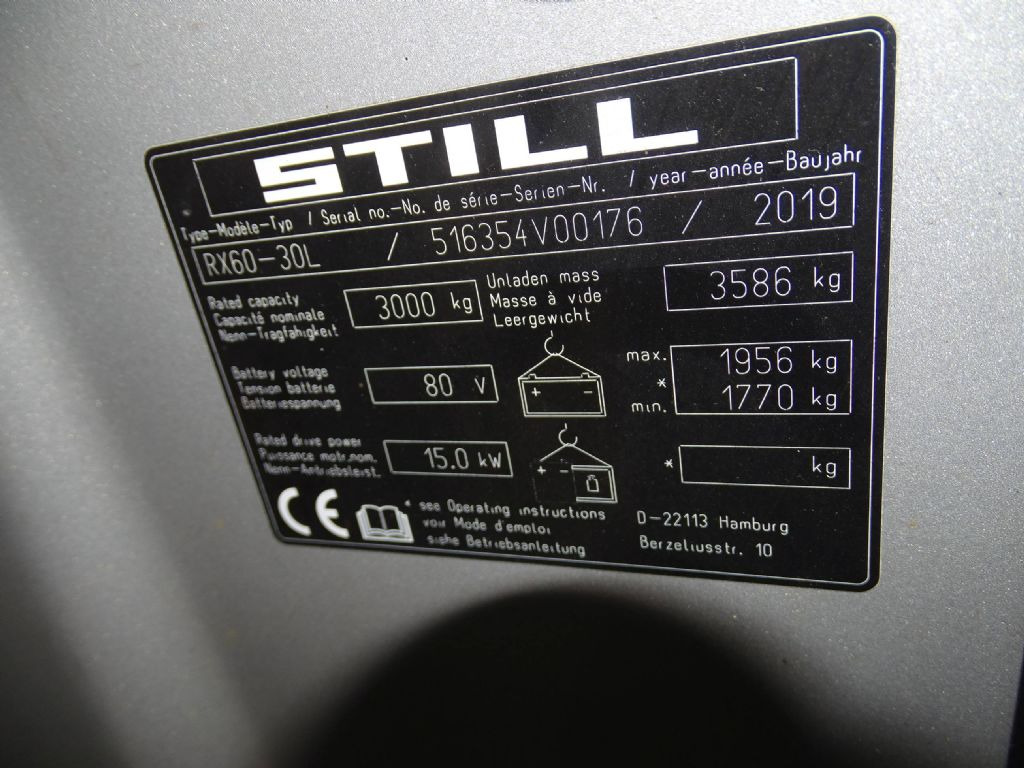 STILL
Type-Modèle-Typ / Serial no.-No. de série-Serien-Nr. / year-année-Baujahr
RX60-30L / 516354V00176 / 2019
Rated capacity
Capacité nominale
Nenn-Tragfähigkeit
3000 kg
Unladen mass
Masse à vide
Leergewicht
3586 kg
Battery voltage
Tension batterie
Batteriespannung
80 V
+ -
max. 1956 kg
*
min. 1770 kg
Rated drive power
Puissance motr.nom.
Nenn-Antriebsleist.
15.0 kW
+ -
* kg
CE
* see Operating instructions
voir Mode d'emploi
siehe Betriebsanleitung
D-22113 Hamburg
Berzeliusstr. 10